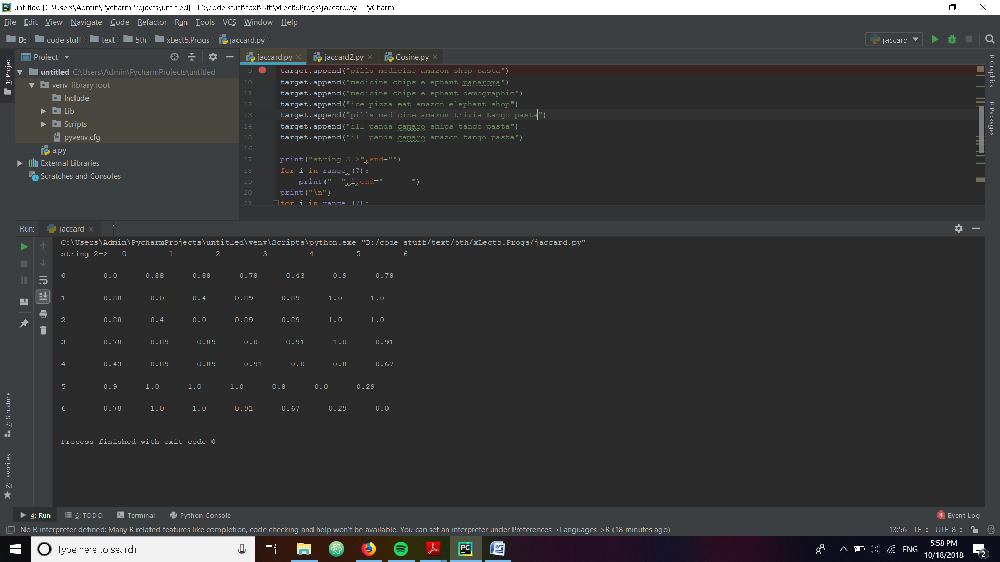 untitled [C:\Users\Admin\PycharmProjects\untitled] - D:\code stuff\text\5th\xLect5.Progs\jaccard.py - PyCharm
File Edit View Navigate Code Refactor Run Tools VCS Window Help
D: code stuff text 5th xLect5.Progs jaccard.py
jaccard
Project
jaccard.py jaccard2.py Cosine.py
1: Project
untitled C:\Users\Admin\PycharmProjects\untitled
venv library root
Include
Lib
Scripts
pyvenv.cfg
a.py
External Libraries
Scratches and Consoles
9 target.append("pills medicine amazon shop pasta")
10 target.append("medicine chips elephant panaroma")
11 target.append("medicine chips elephant demographic")
12 target.append("ice pizza eat amazon elephant shop")
13 target.append("pills medicine amazon trivia tango pasta")
14 target.append("ill panda camaro ships tango pasta")
15 target.append("ill panda camaro amazon tango pasta")
16
17 print("string 2->",end="")
18 for i in range (7):
19 print("  ",i,end="      ")
20 print("\n")
21 for i in range (7):
R Graphics
R Packages
Run: jaccard
C:\Users\Admin\PycharmProjects\untitled\venv\Scripts\python.exe "D:/code stuff/text/5th/xLect5.Progs/jaccard.py"
string 2-> 0 1 2 3 4 5 6
0 0.0 0.88 0.88 0.78 0.43 0.9 0.78
1 0.88 0.0 0.4 0.89 0.89 1.0 1.0
2 0.88 0.4 0.0 0.89 0.89 1.0 1.0
3 0.78 0.89 0.89 0.0 0.91 1.0 0.91
4 0.43 0.89 0.89 0.91 0.0 0.8 0.67
5 0.9 1.0 1.0 1.0 0.8 0.0 0.29
6 0.78 1.0 1.0 0.91 0.67 0.29 0.0
Process finished with exit code 0
7: Structure
2: Favorites
4: Run 6: TODO Terminal Python Console
1 Event Log
No R interpreter defined: Many R related features like completion, code checking and help won't be available. You can set an interpreter under Preferences->Languages->R (18 minutes ago)
13:56 LF UTF-8
PC
Type here to search
ENG
5:58 PM
10/18/2018
2